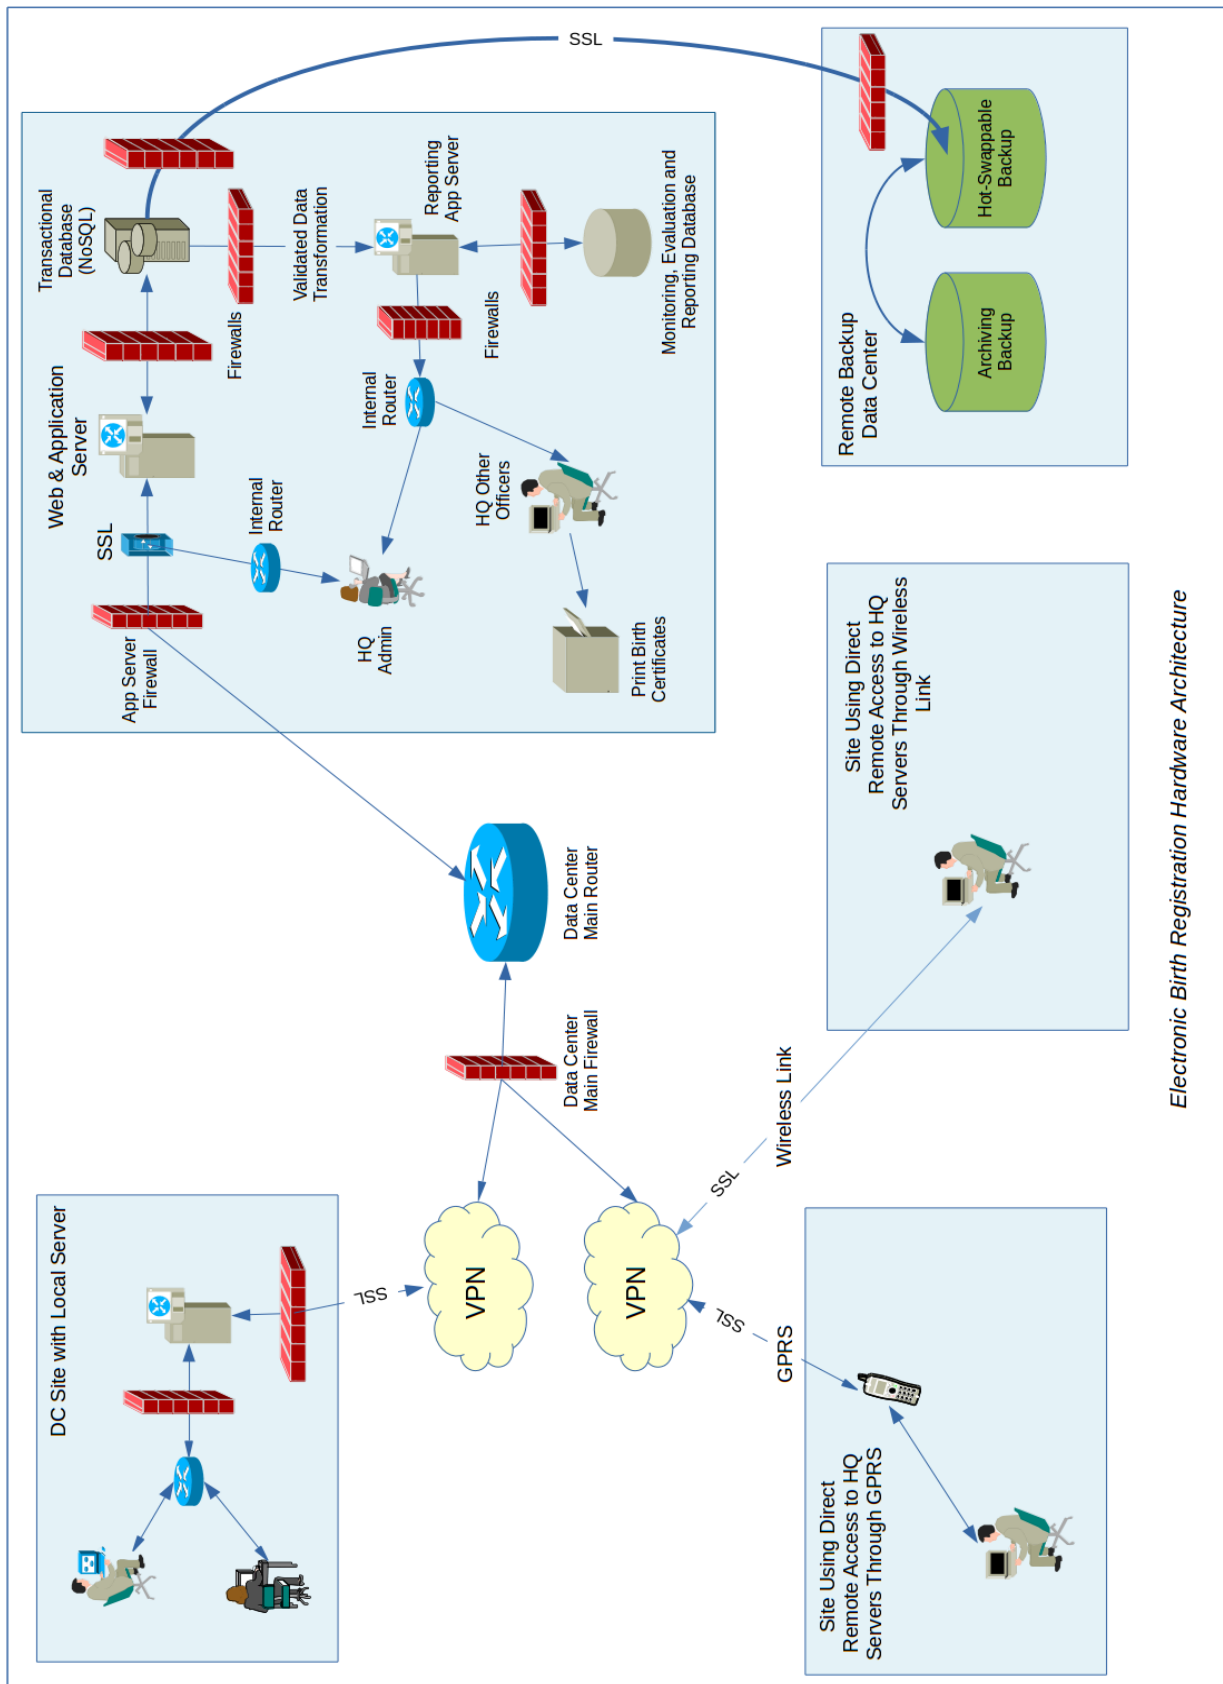 DC Site with Local Server
SSL
VPN
VPN
SSL
GPRS
Site Using Direct
Remote Access to HQ
Servers Through GPRS
SSL
Wireless Link
Data Center
Main Firewall
Data Center
Main Router
Site Using Direct
Remote Access to HQ
Servers Through Wireless
Link
App Server
Firewall
SSL
Web & Application
Server
Internal
Router
HQ
Admin
Print Birth
Certificates
HQ Other
Officers
Internal
Router
Firewalls
Transactional
Database
(NoSQL)
Validated Data
Transformation
Reporting
App Server
Firewalls
Monitoring, Evaluation and
Reporting Database
SSL
Remote Backup
Data Center
Archiving
Backup
Hot-Swappable
Backup
Electronic Birth Registration Hardware Architecture